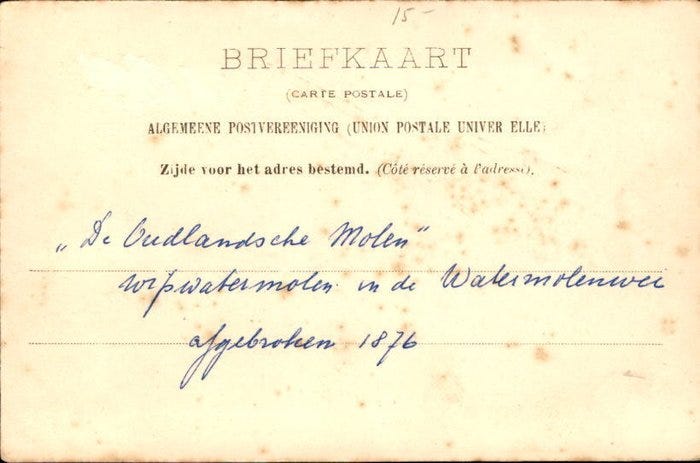 15-
BRIEFKAART
(CARTE POSTALE)
ALGEMEENE POSTVEREENIGING (UNION POSTALE UNIVER ELLE)
Zijde voor het adres bestemd. (Côté réservé à l'adresse).
„De Oudlandsche Molen"
wipwatermolen in de Watermolenwei
afgebroken 1876